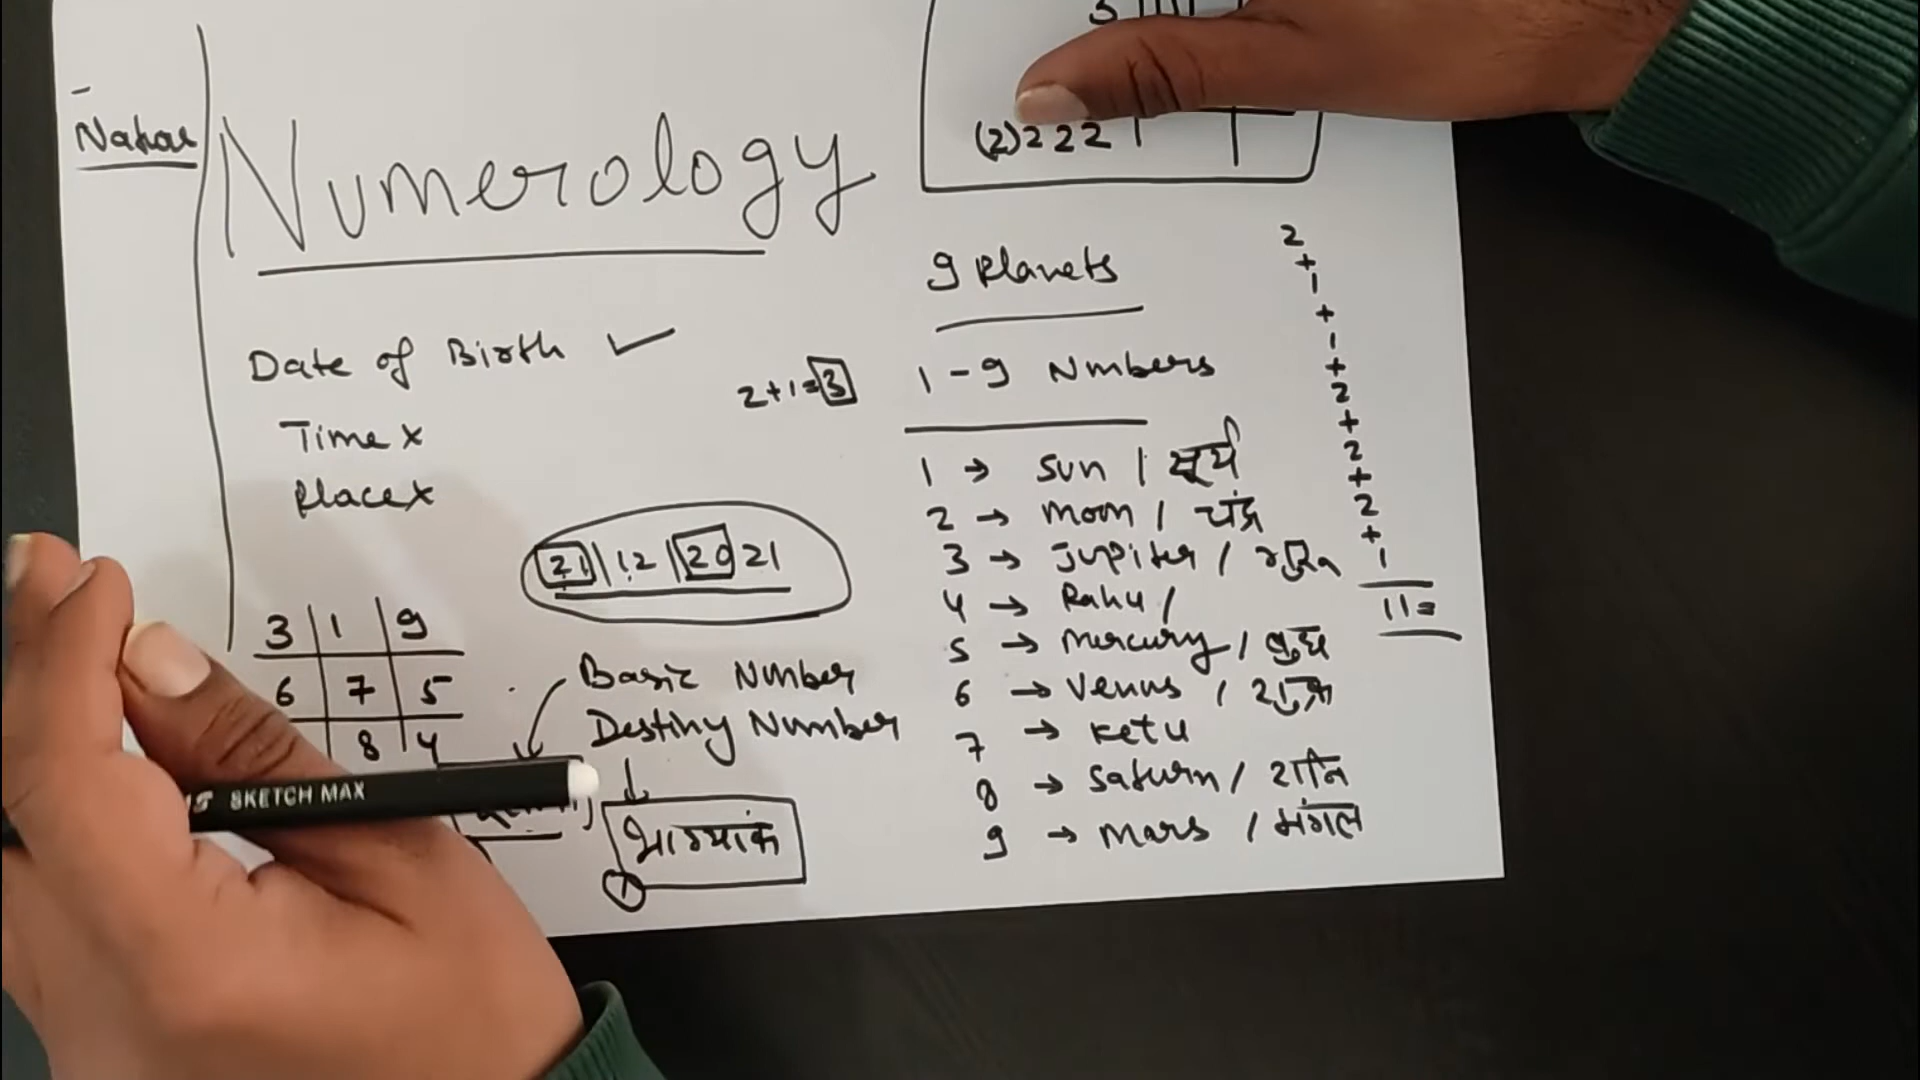 Numerology
Date of Birth ✓
Time x
Place x
2+1=3
21|12|2021
3 1 9
6 7 5
8 4
Basic Number
Destiny Number
भाग्यांक
1
SKETCH MAX
(2)222
9 Planets
1-9 Nmbers
1 → Sun / सूर्य
2 → Moon / चंद्र
3 → Jupiter /
4 → Rahu /
5 → Mercury / बुध
6 → Venus / शुक्र
7 → Ketu
8 → Saturn / शनि
9 → Mars / मंगल
2
+
1
+
1
+
2
+
2
+
2
+
1
11=